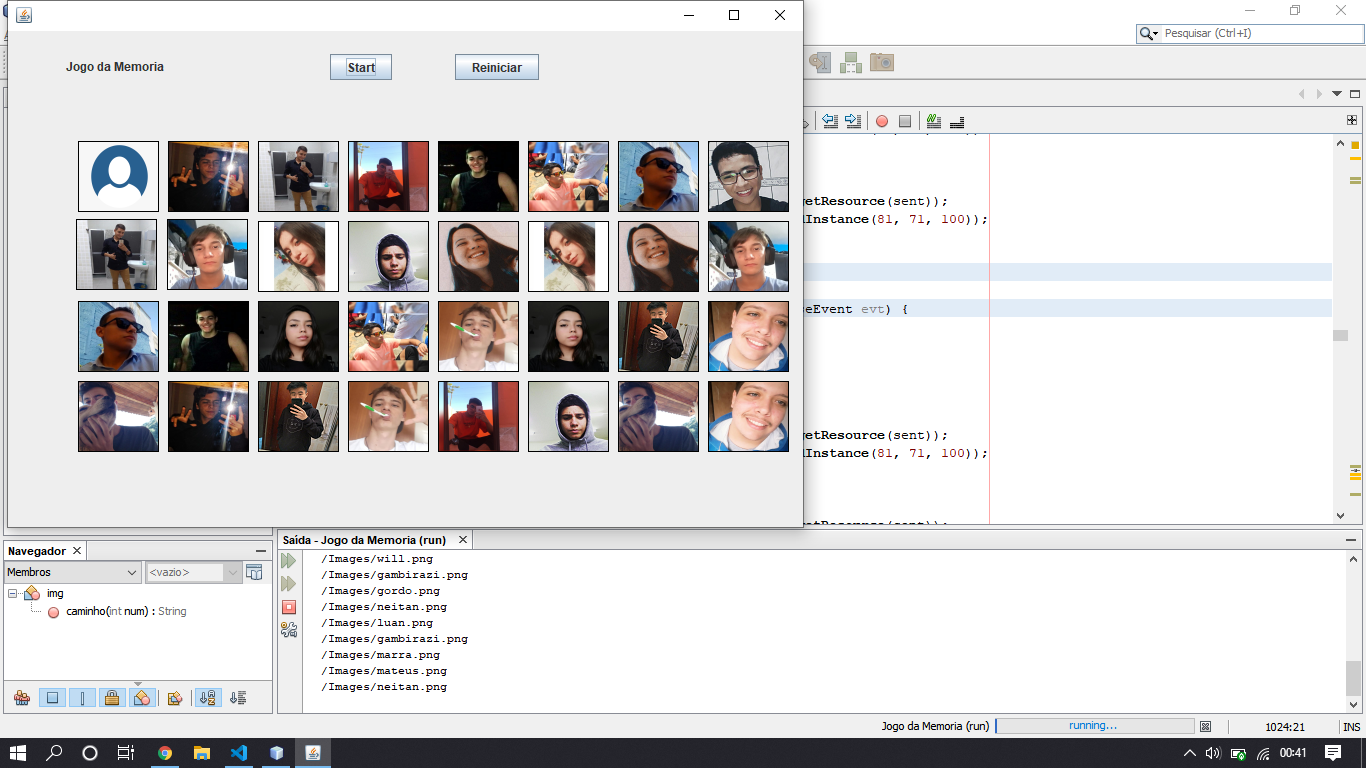 Pesquisar (Ctrl+I)
Jogo da Memoria
Start
Reiniciar
etResource(sent));
Instance(81, 71, 100));
eEvent evt) {
etResource(sent));
Instance(81, 71, 100));
Saída - Jogo da Memoria (run)
Navegador
Membros
<vazio>
img
caminho(int num) : String
/Images/will.png
/Images/gambirazi.png
/Images/gordo.png
/Images/neitan.png
/Images/luan.png
/Images/gambirazi.png
/Images/marra.png
/Images/mateus.png
/Images/neitan.png
Jogo da Memoria (run)
running...
1024:21
INS
00:41